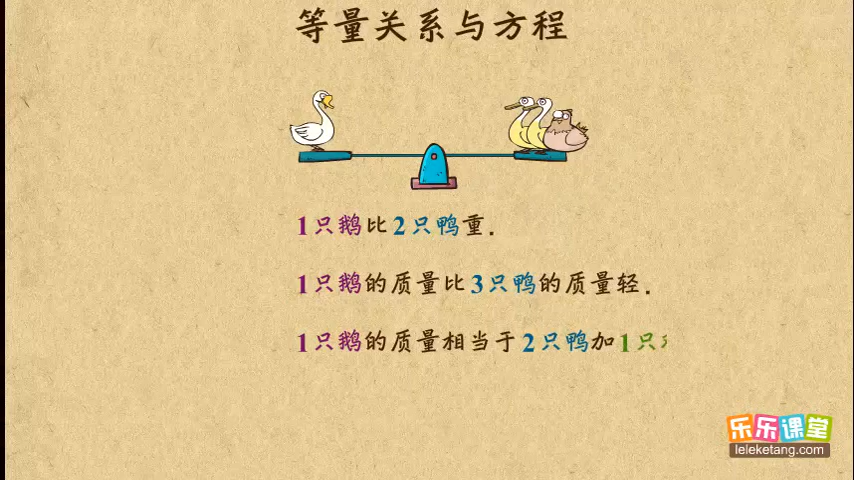 等量关系与方程
1只鹅比2只鸭重.
1只鹅的质量比3只鸭的质量轻.
1只鹅的质量相当于2只鸭加1只
乐乐课堂
leleketang.com